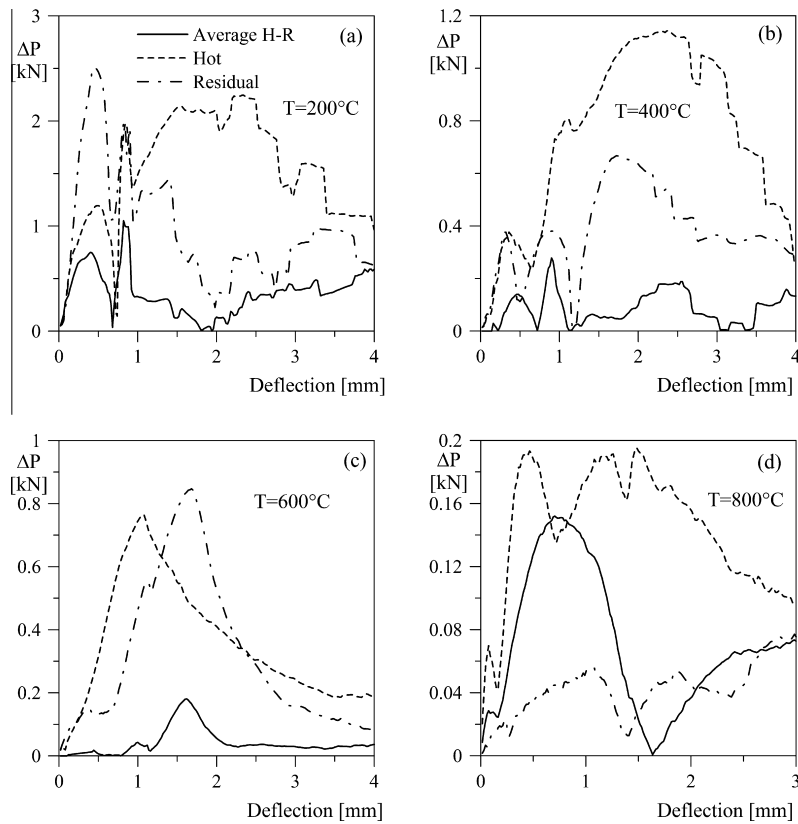 3
(a)
ΔP
[kN]
Average H-R
Hot
Residual
T=200°C
2
1
0
0 1 2 3 4
Deflection [mm]
1.2
(b)
ΔP
[kN]
T=400°C
0.8
0.4
0
0 1 2 3 4
Deflection [mm]
1
(c)
ΔP
[kN]
T=600°C
0.8
0.6
0.4
0.2
0
0 1 2 3 4
Deflection [mm]
0.2
(d)
ΔP
[kN]
T=800°C
0.16
0.12
0.08
0.04
0
0 1 2 3
Deflection [mm]